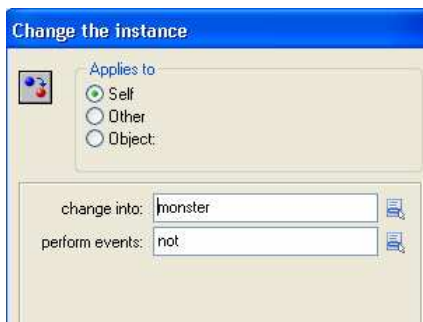 Change the instance
Applies to
Self
Other
Object:
change into: monster
perform events: not